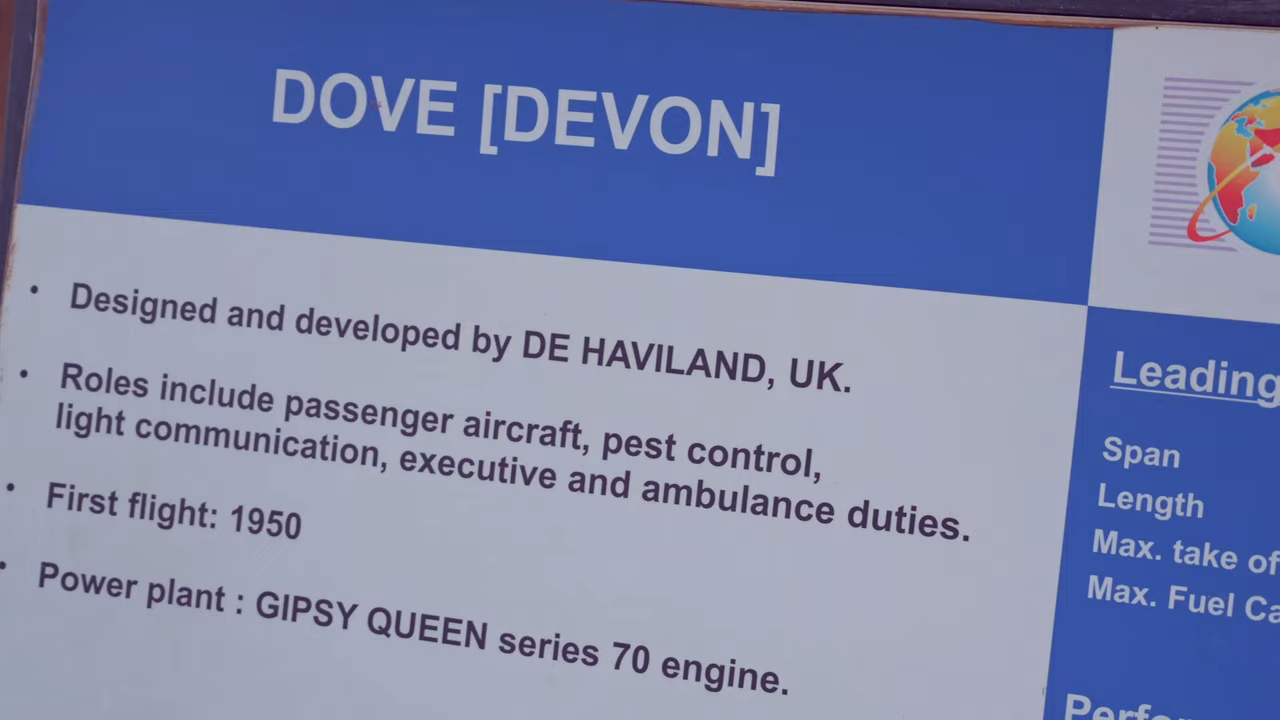 DOVE [DEVON]
• Designed and developed by DE HAVILAND, UK.
• Roles include passenger aircraft, pest control,
light communication, executive and ambulance duties.
• First flight: 1950
• Power plant : GIPSY QUEEN series 70 engine.
Leading
Span
Length
Max. take of
Max. Fuel Ca